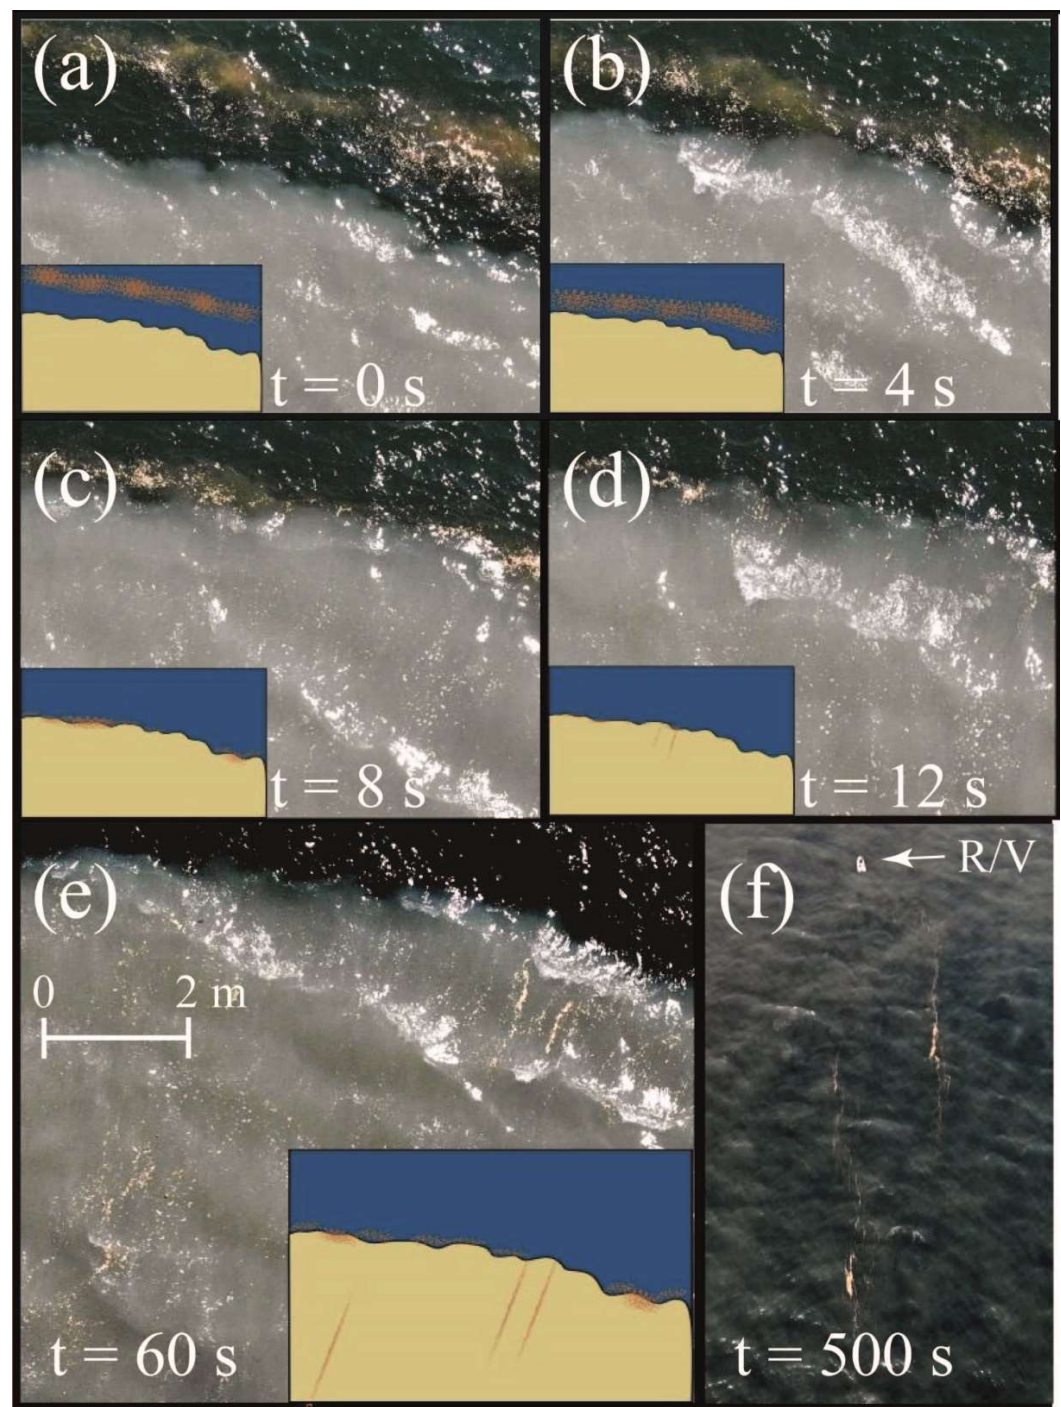 (a)
t = 0 s
(b)
t = 4 s
(c)
t = 8 s
(d)
t = 12 s
(e)
0 2 m
t = 60 s
(f)
R/V
t = 500 s